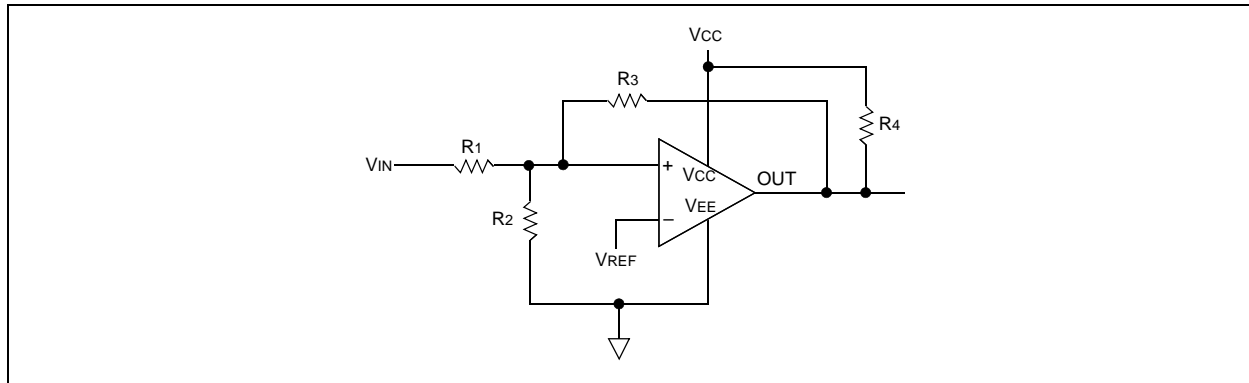 VCC
R3
R4
R1
VIN
+
VCC
OUT
R2
VEE
–
VREF